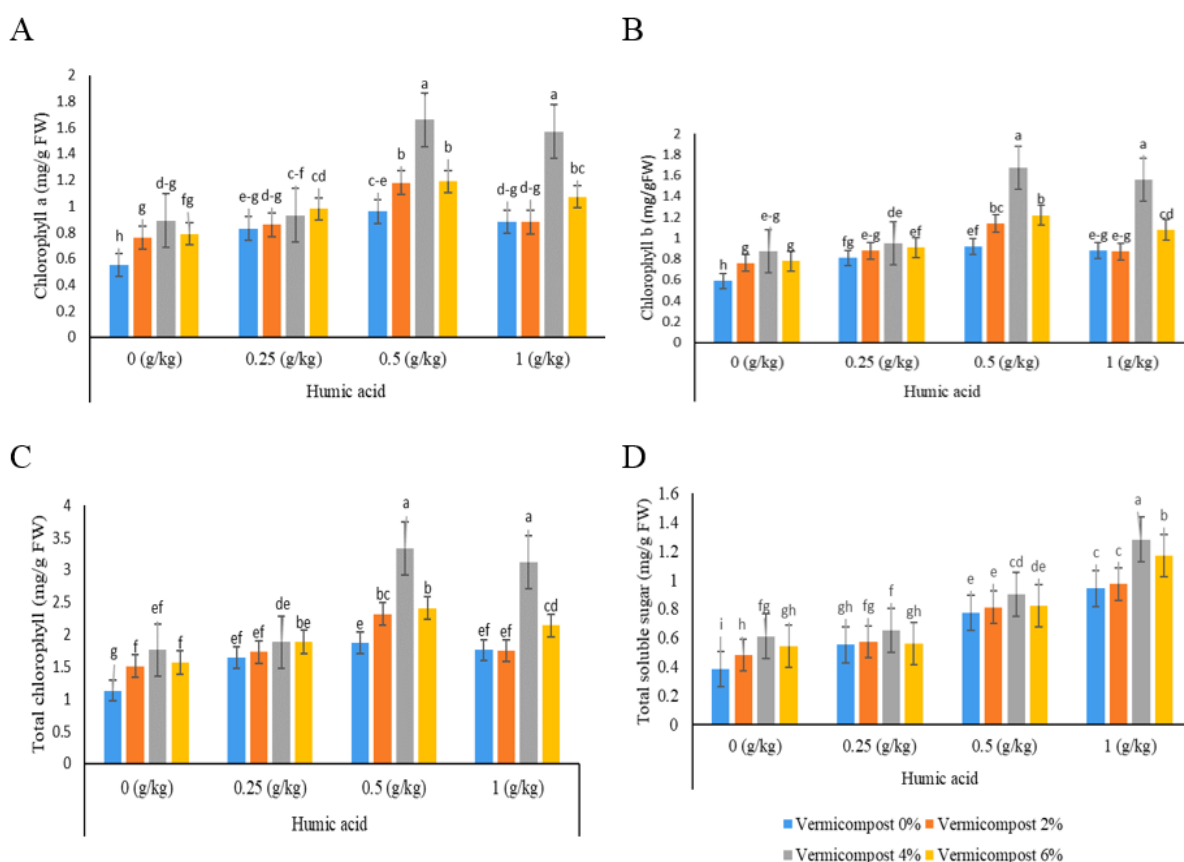 A
Chlorophyll a (mg/g FW)
2
1.8
1.6
1.4
1.2
1
0.8
0.6
0.4
0.2
0
h g d-g fg
e-g d-g c-f cd
c-e b a b
d-g d-g a bc
0 (g/kg) 0.25 (g/kg) 0.5 (g/kg) 1 (g/kg)
Humic acid
B
Chlorophyll b (mg/gFW)
2
1.8
1.6
1.4
1.2
1
0.8
0.6
0.4
0.2
0
h g e-g g
fg e-g de ef
ef bc a b
e-g e-g a cd
0 (g/kg) 0.25 (g/kg) 0.5 (g/kg) 1 (g/kg)
Humic acid
C
Total chlorophyll (mg/g FW)
4
3.5
3
2.5
2
1.5
1
0.5
0
g f ef f
ef ef de be
e bc a b
ef ef a cd
0 (g/kg) 0.25 (g/kg) 0.5 (g/kg) 1 (g/kg)
Humic acid
D
Total soluble sugar (mg/g FW)
1.6
1.4
1.2
1
0.8
0.6
0.4
0.2
0
i h fg gh
gh fg f gh
e e cd de
c c a b
0 (g/kg) 0.25 (g/kg) 0.5 (g/kg) 1 (g/kg)
Humic acid
Vermicompost 0% Vermicompost 2%
Vermicompost 4% Vermicompost 6%